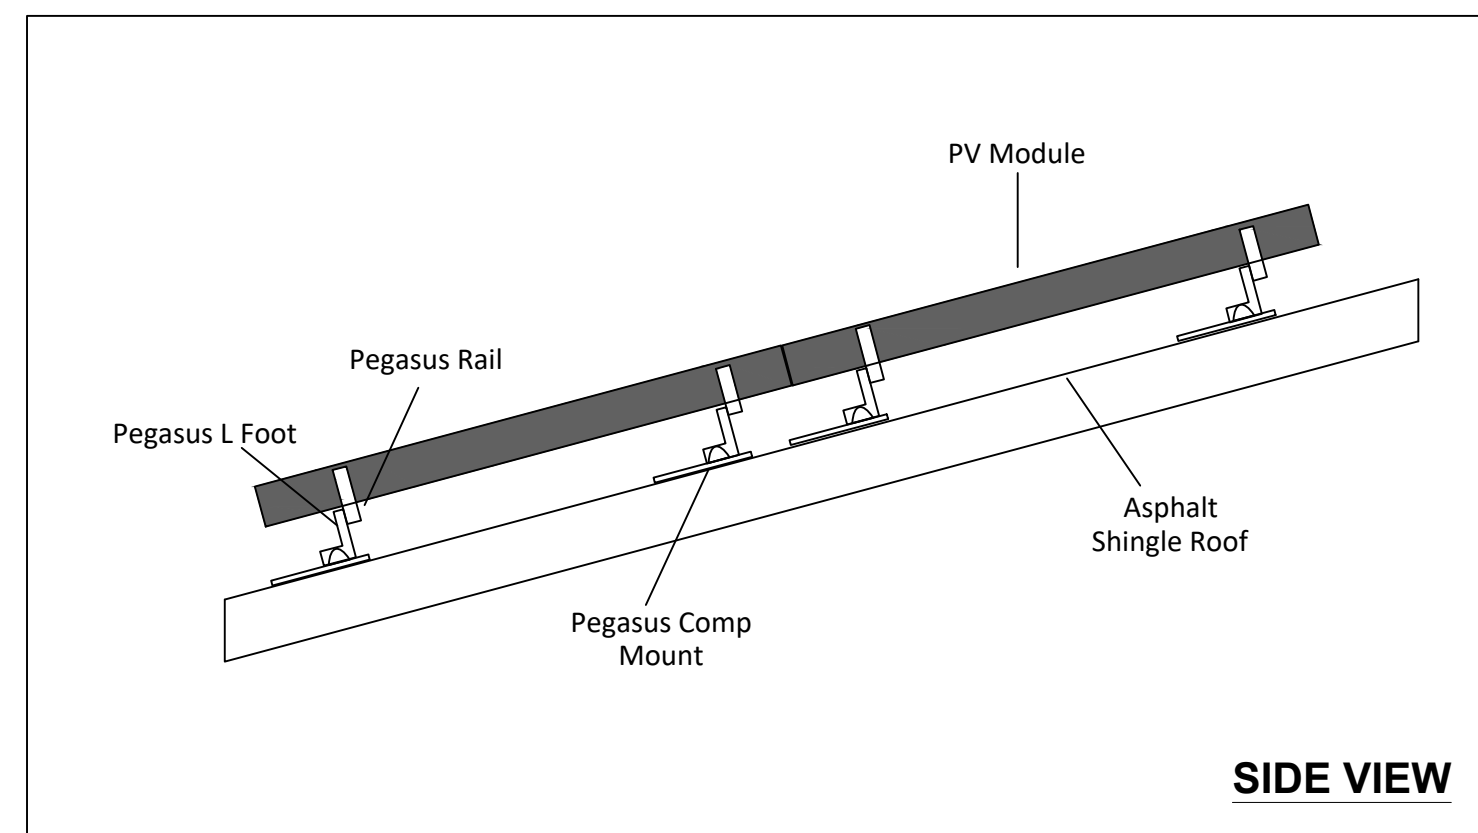 PV Module
Pegasus Rail
Pegasus L Foot
Asphalt
Shingle Roof
Pegasus Comp
Mount
SIDE VIEW